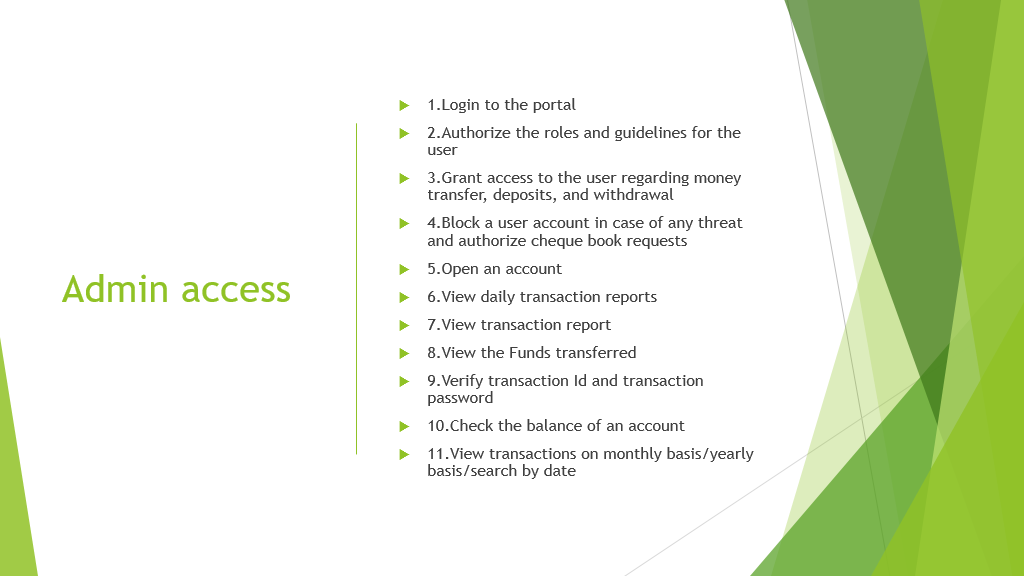 Admin access
1.Login to the portal
2.Authorize the roles and guidelines for the
user
3.Grant access to the user regarding money
transfer, deposits, and withdrawal
4.Block a user account in case of any threat
and authorize cheque book requests
5.Open an account
6.View daily transaction reports
7.View transaction report
8.View the Funds transferred
9.Verify transaction Id and transaction
password
10.Check the balance of an account
11.View transactions on monthly basis/yearly
basis/search by date